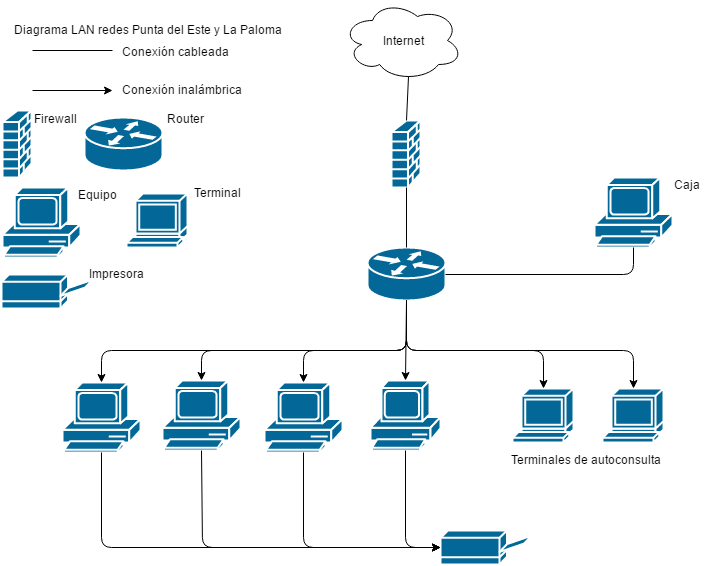 Diagrama LAN redes Punta del Este y La Paloma
Conexión cableada
Conexión inalámbrica
Firewall
Router
Equipo
Terminal
Impresora
Internet
Caja
Terminales de autoconsulta